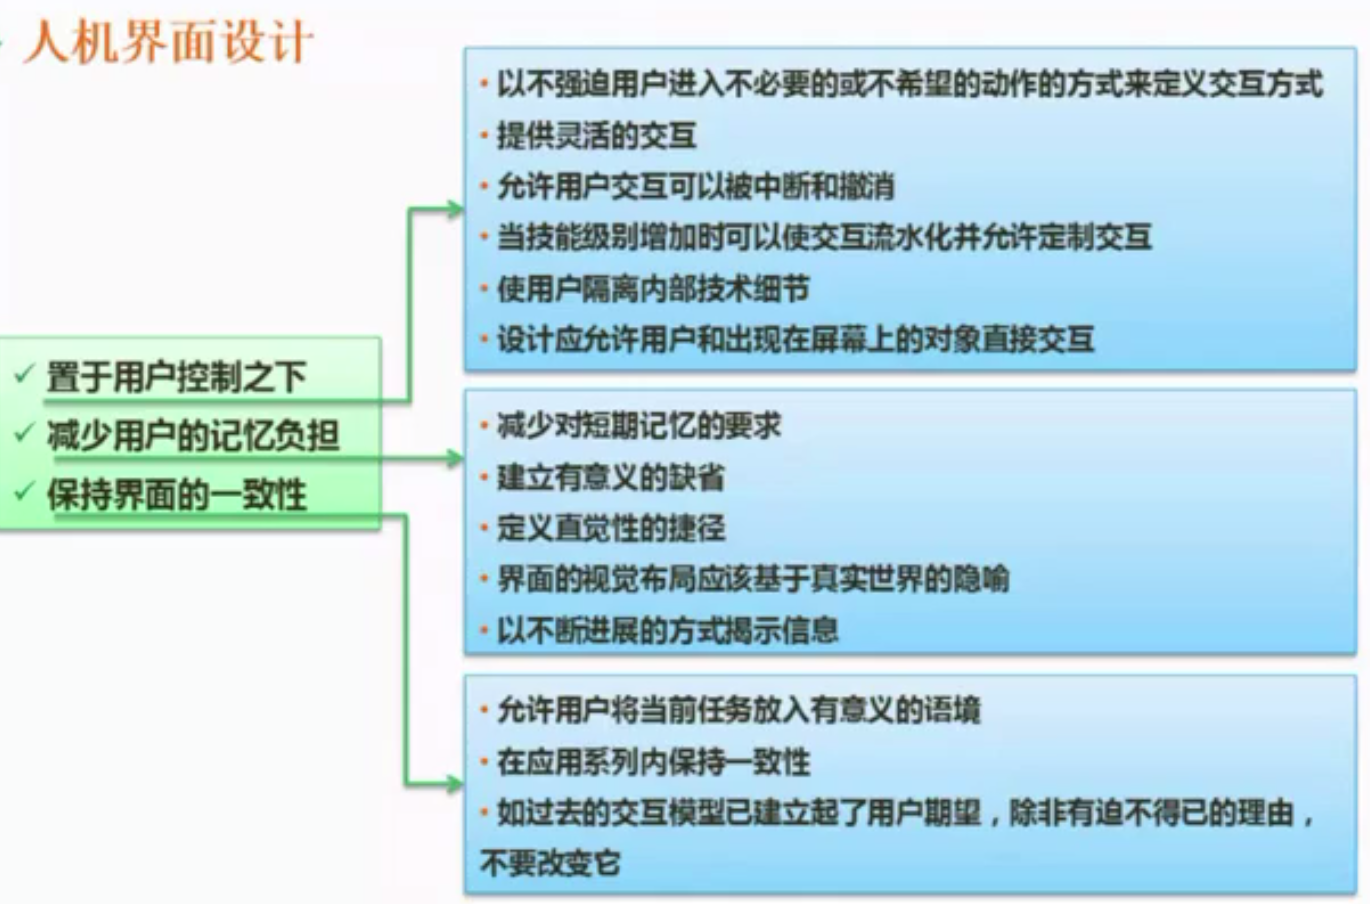 人机界面设计
✓ 置于用户控制之下
✓ 减少用户的记忆负担
✓ 保持界面的一致性
• 以不强迫用户进入不必要的或不希望的动作的方式来定义交互方式
• 提供灵活的交互
• 允许用户交互可以被中断和撤消
• 当技能级别增加时可以使交互流水化并允许定制交互
• 使用户隔离内部技术细节
• 设计应允许用户和出现在屏幕上的对象直接交互
• 减少对短期记忆的要求
• 建立有意义的缺省
• 定义直觉性的捷径
• 界面的视觉布局应该基于真实世界的隐喻
• 以不断进展的方式揭示信息
• 允许用户将当前任务放入有意义的语境
• 在应用系列内保持一致性
• 如过去的交互模型已建立起了用户期望，除非有迫不得已的理由，
不要改变它